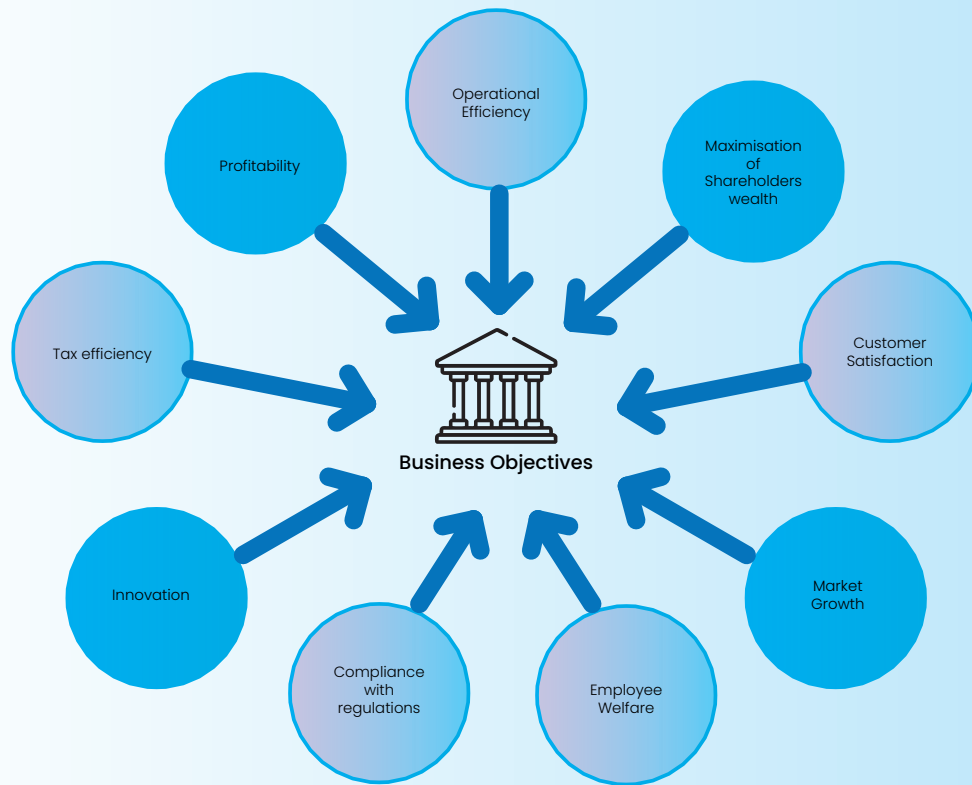 Operational
Efficiency
Profitability
Maximisation
of
Shareholders
wealth
Tax efficiency
Customer
Satisfaction
Business Objectives
Innovation
Market
Growth
Compliance
with
regulations
Employee
Welfare